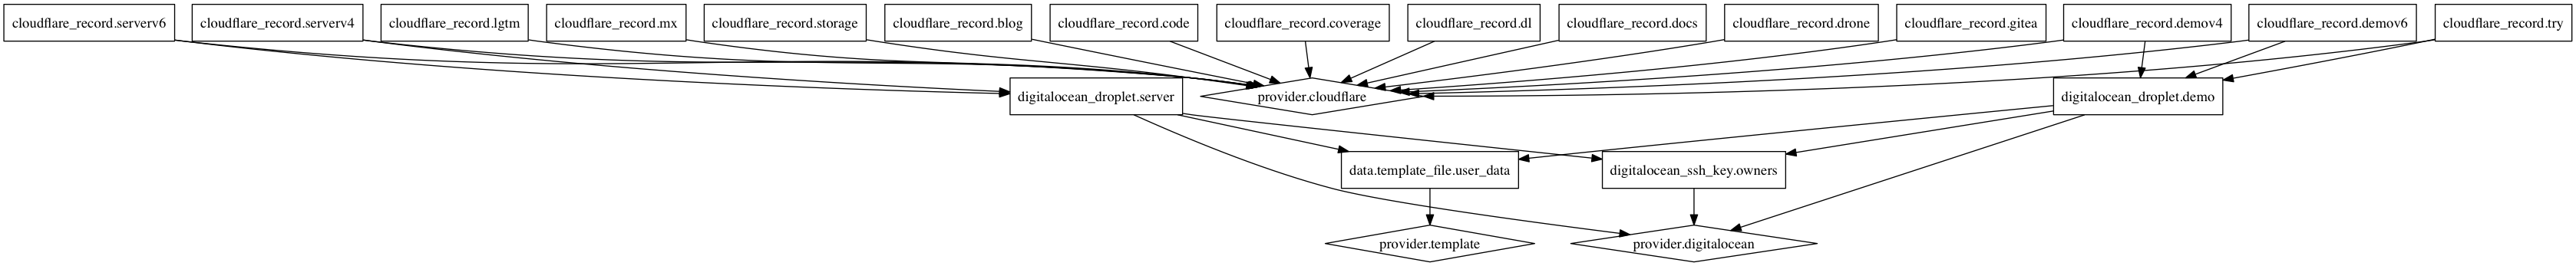 cloudflare_record.serverv6
cloudflare_record.serverv4
cloudflare_record.lgtm
cloudflare_record.mx
cloudflare_record.storage
cloudflare_record.blog
cloudflare_record.code
cloudflare_record.coverage
cloudflare_record.dl
cloudflare_record.docs
cloudflare_record.drone
cloudflare_record.gitea
cloudflare_record.demov4
cloudflare_record.demov6
cloudflare_record.try
digitalocean_droplet.server
provider.cloudflare
digitalocean_droplet.demo
data.template_file.user_data
digitalocean_ssh_key.owners
provider.template
provider.digitalocean